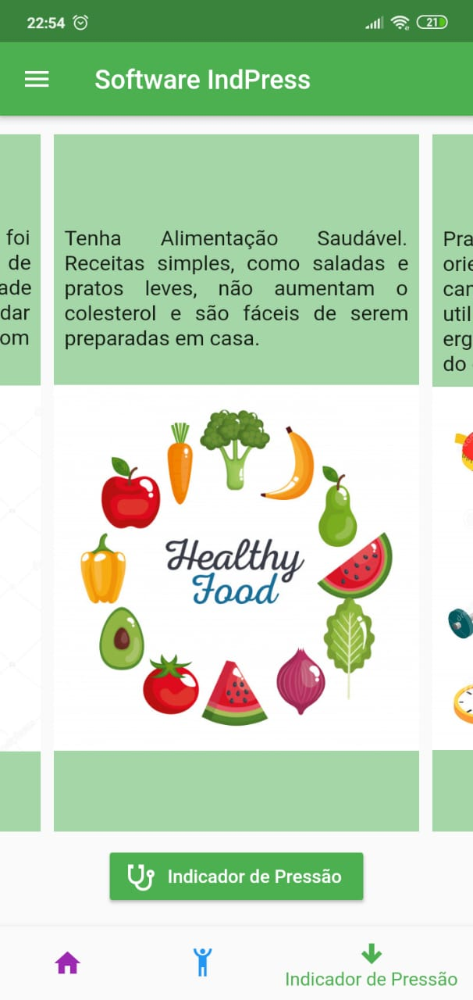 22:54
21
Software IndPress
foi
de
ade
dar
om
Tenha Alimentação Saudável.
Receitas simples, como saladas e
pratos leves, não aumentam o
colesterol e são fáceis de serem
preparadas em casa.
Pra
orie
cam
util
erg
do
Healthy
Food
Indicador de Pressão
Indicador de Pressão